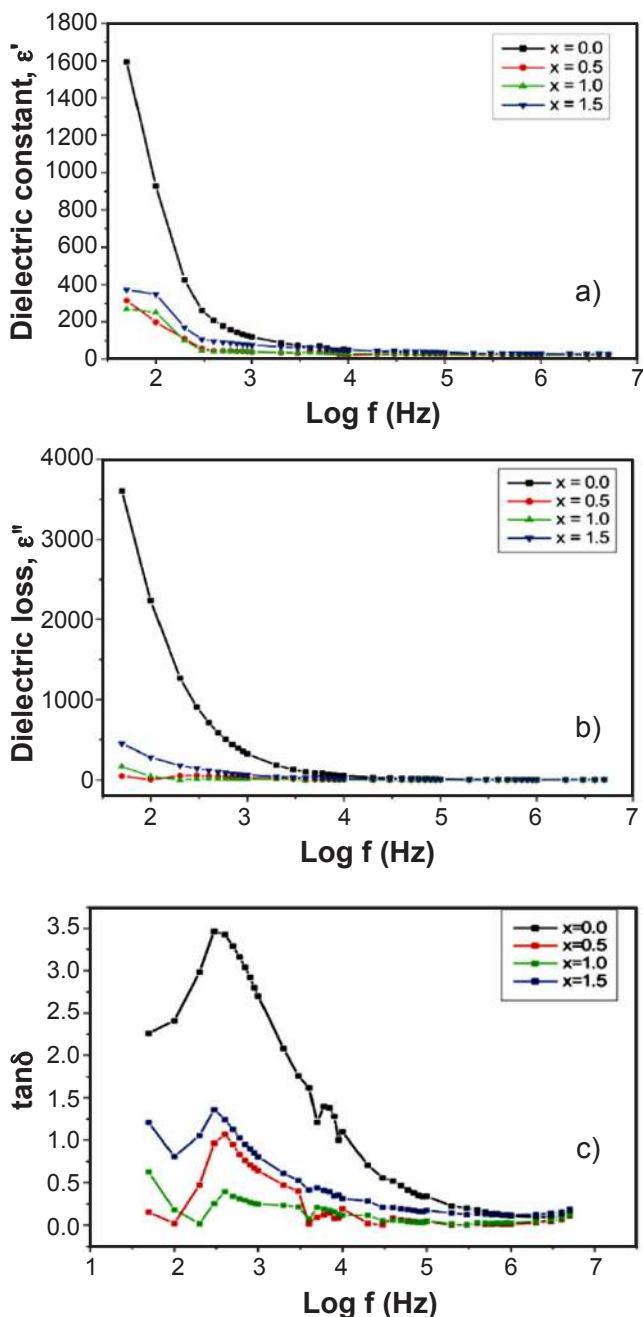 Dielectric constant, ε'
1800
1600
1400
1200
1000
800
600
400
200
0
x = 0.0
x = 0.5
x = 1.0
x = 1.5
a)
2 3 4 5 6 7
Log f (Hz)
Dielectric loss, ε"
4000
3000
2000
1000
0
x = 0.0
x = 0.5
x = 1.0
x = 1.5
b)
2 3 4 5 6 7
Log f (Hz)
tanδ
3.5
3.0
2.5
2.0
1.5
1.0
0.5
0.0
x=0.0
x=0.5
x=1.0
x=1.5
c)
1 2 3 4 5 6 7
Log f (Hz)